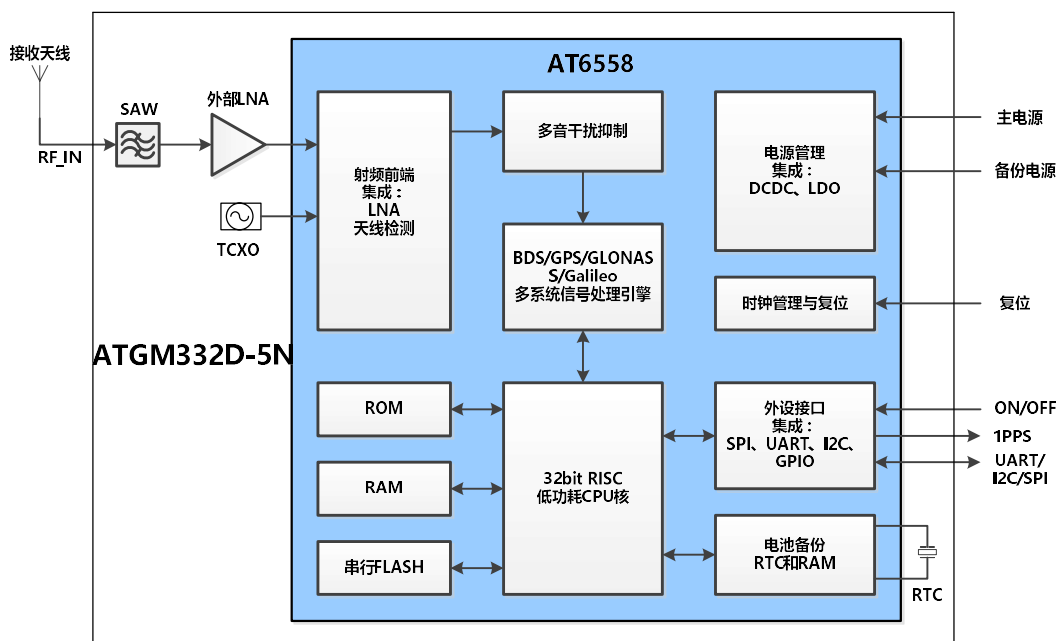 接收天线
RF_IN
SAW
外部LNA
TCXO
ATGM332D-5N
AT6558
射频前端
集成：
LNA
天线检测
多音干扰抑制
BDS/GPS/GLONAS
S/Galileo
多系统信号处理引擎
电源管理
集成：
DCDC、LDO
主电源
备份电源
时钟管理与复位
复位
ROM
RAM
串行FLASH
32bit RISC
低功耗CPU核
外设接口
集成：
SPI、UART、I2C、
GPIO
ON/OFF
1PPS
UART/
I2C/SPI
电池备份
RTC和RAM
RTC